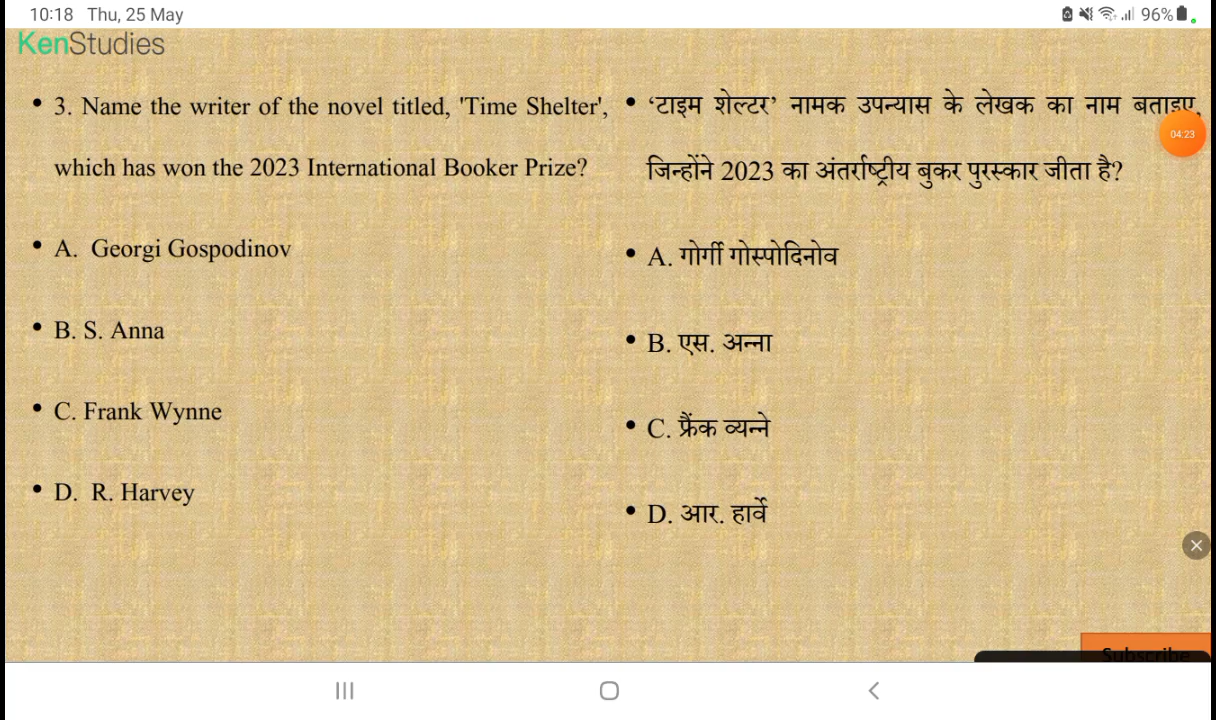 10:18 Thu, 25 May
96%
KenStudies
• 3. Name the writer of the novel titled, 'Time Shelter',
which has won the 2023 International Booker Prize?
• A. Georgi Gospodinov
• B. S. Anna
• C. Frank Wynne
• D. R. Harvey
• ‘टाइम शेल्टर’ नामक उपन्यास के लेखक का नाम बताइए,
जिन्होंने 2023 का अंतर्राष्ट्रीय बुकर पुरस्कार जीता है?
• A. गोर्गी गोस्पोदिनोव
• B. एस. अन्ना
• C. फ्रैंक व्यन्ने
• D. आर. हार्वे
04:23
Subscribe